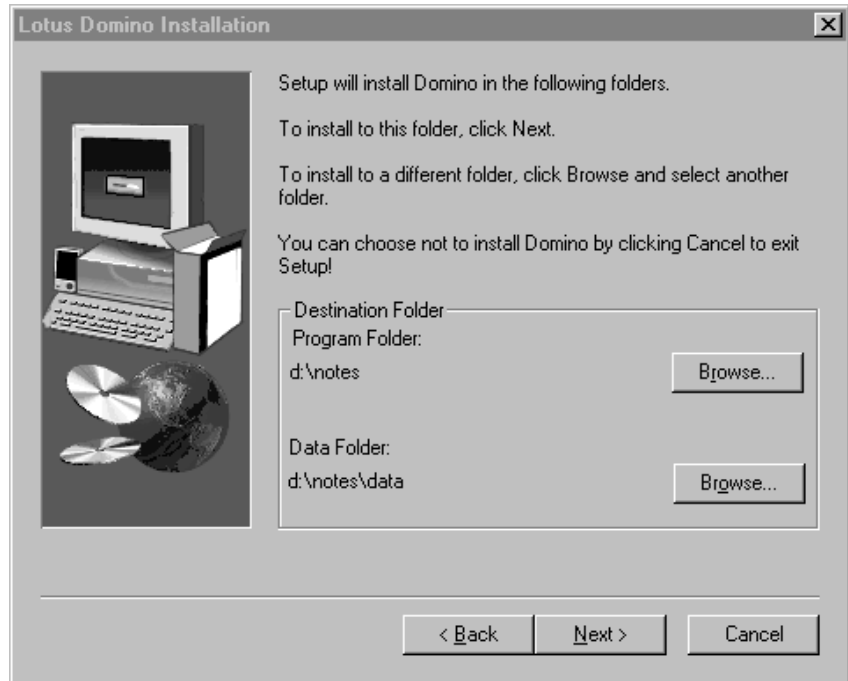 Lotus Domino Installation
Setup will install Domino in the following folders.
To install to this folder, click Next.
To install to a different folder, click Browse and select another
folder.
You can choose not to install Domino by clicking Cancel to exit
Setup!
Destination Folder
Program Folder:
d:\notes
Browse...
Data Folder:
d:\notes\data
Browse...
< Back
Next >
Cancel